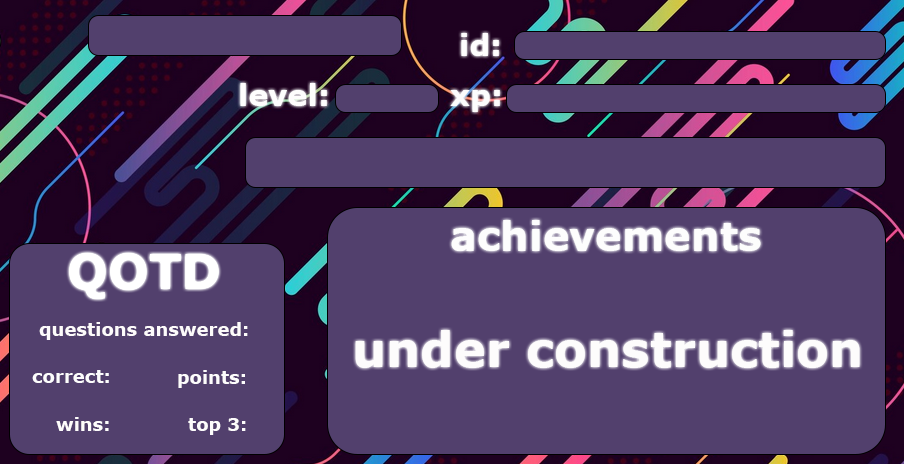 id:
level: xp:
achievements
QOTD
questions answered:
under construction
correct: points:
wins: top 3: